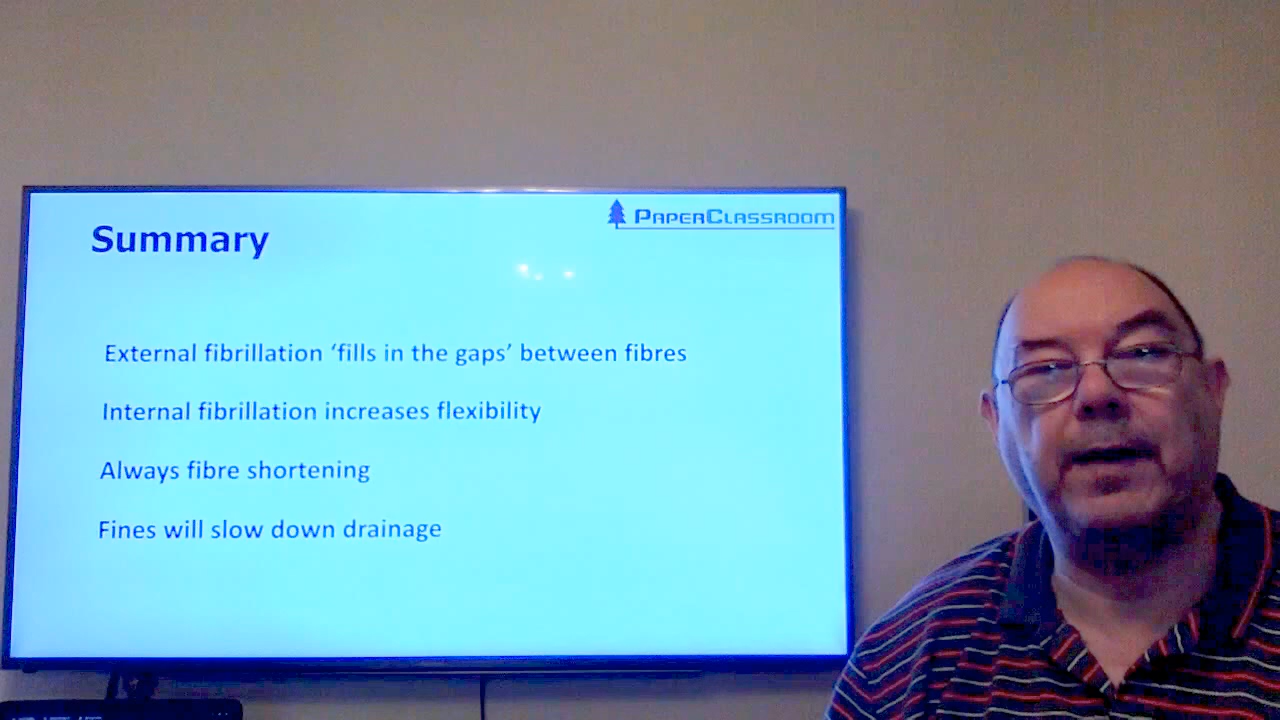 PaperClassroom
Summary
External fibrillation ‘fills in the gaps’ between fibres
Internal fibrillation increases flexibility
Always fibre shortening
Fines will slow down drainage